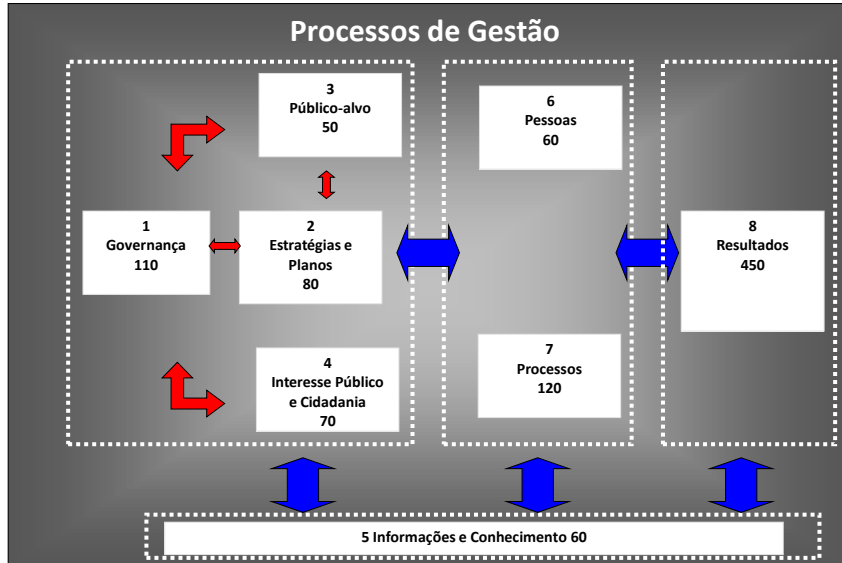 Processos de Gestão
3
Público-alvo
50
6
Pessoas
60
1
Governança
110
2
Estratégias e
Planos
80
8
Resultados
450
4
Interesse Público
e Cidadania
70
7
Processos
120
5 Informações e Conhecimento 60